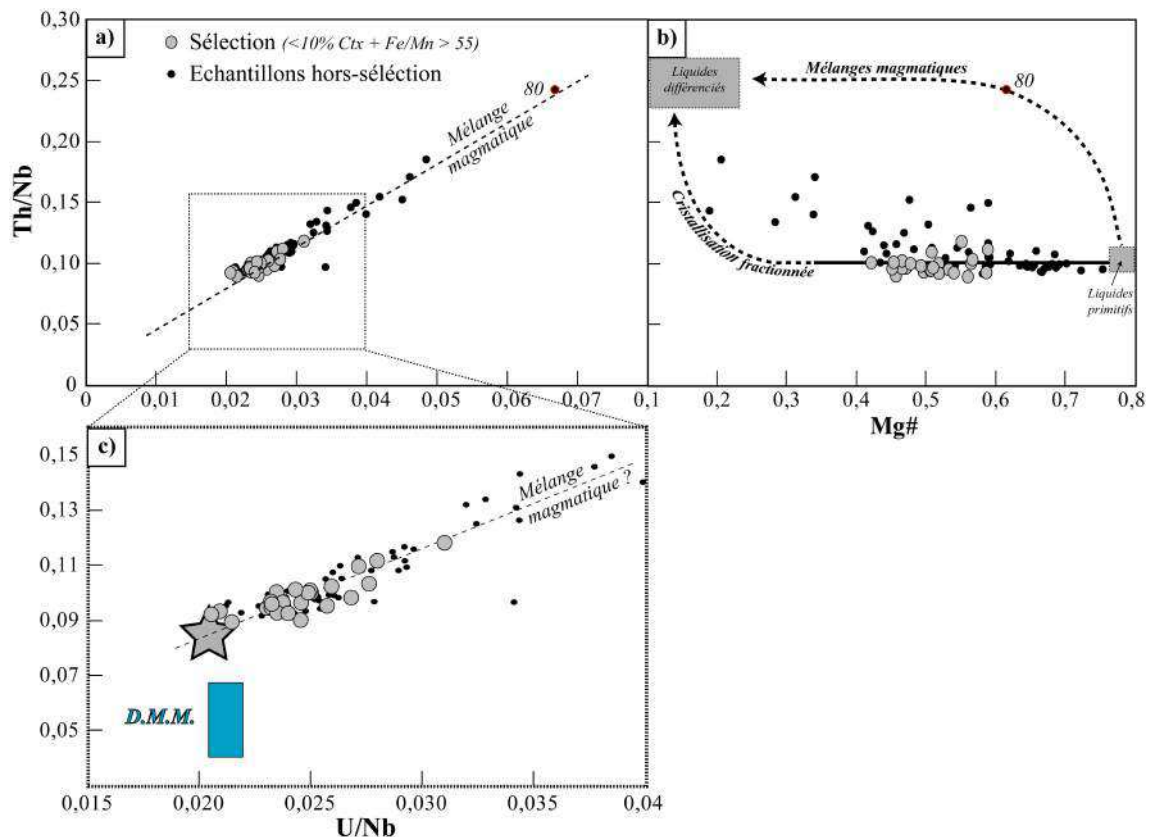 a)
Sélection (<10% Ctx + Fe/Mn > 55)
Echantillons hors-séléction
80
Mélange
magmatique
0,30
0,25
0,20
0,15
0,10
0,05
0
Th/Nb
0
0,01
0,02
0,03
0,04
0,05
0,06
0,07
b)
Liquides
différenciés
Mélanges magmatiques
80
Cristallisation fractionnée
Liquides
primitifs
0,1
0,2
0,3
0,4
0,5
0,6
0,7
0,8
Mg#
c)
Mélange
magmatique ?
0,15
0,13
0,11
0,09
0,07
0,05
D.M.M.
0,015
0,020
0,025
0,030
0,035
0,04
U/Nb